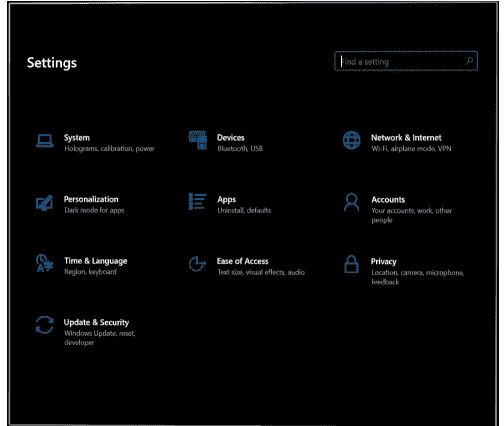 Settings
Find a setting
System
Holograms, calibration, power
Devices
Bluetooth, USB
Network & Internet
Wi-Fi, airplane mode, VPN
Personalization
Dark mode for apps
Apps
Uninstall, defaults
Accounts
Your accounts, work, other
people
Time & Language
Region, keyboard
Ease of Access
Text size, visual effects, audio
Privacy
Location, camera, microphone,
feedback
Update & Security
Windows Update, reset,
developer